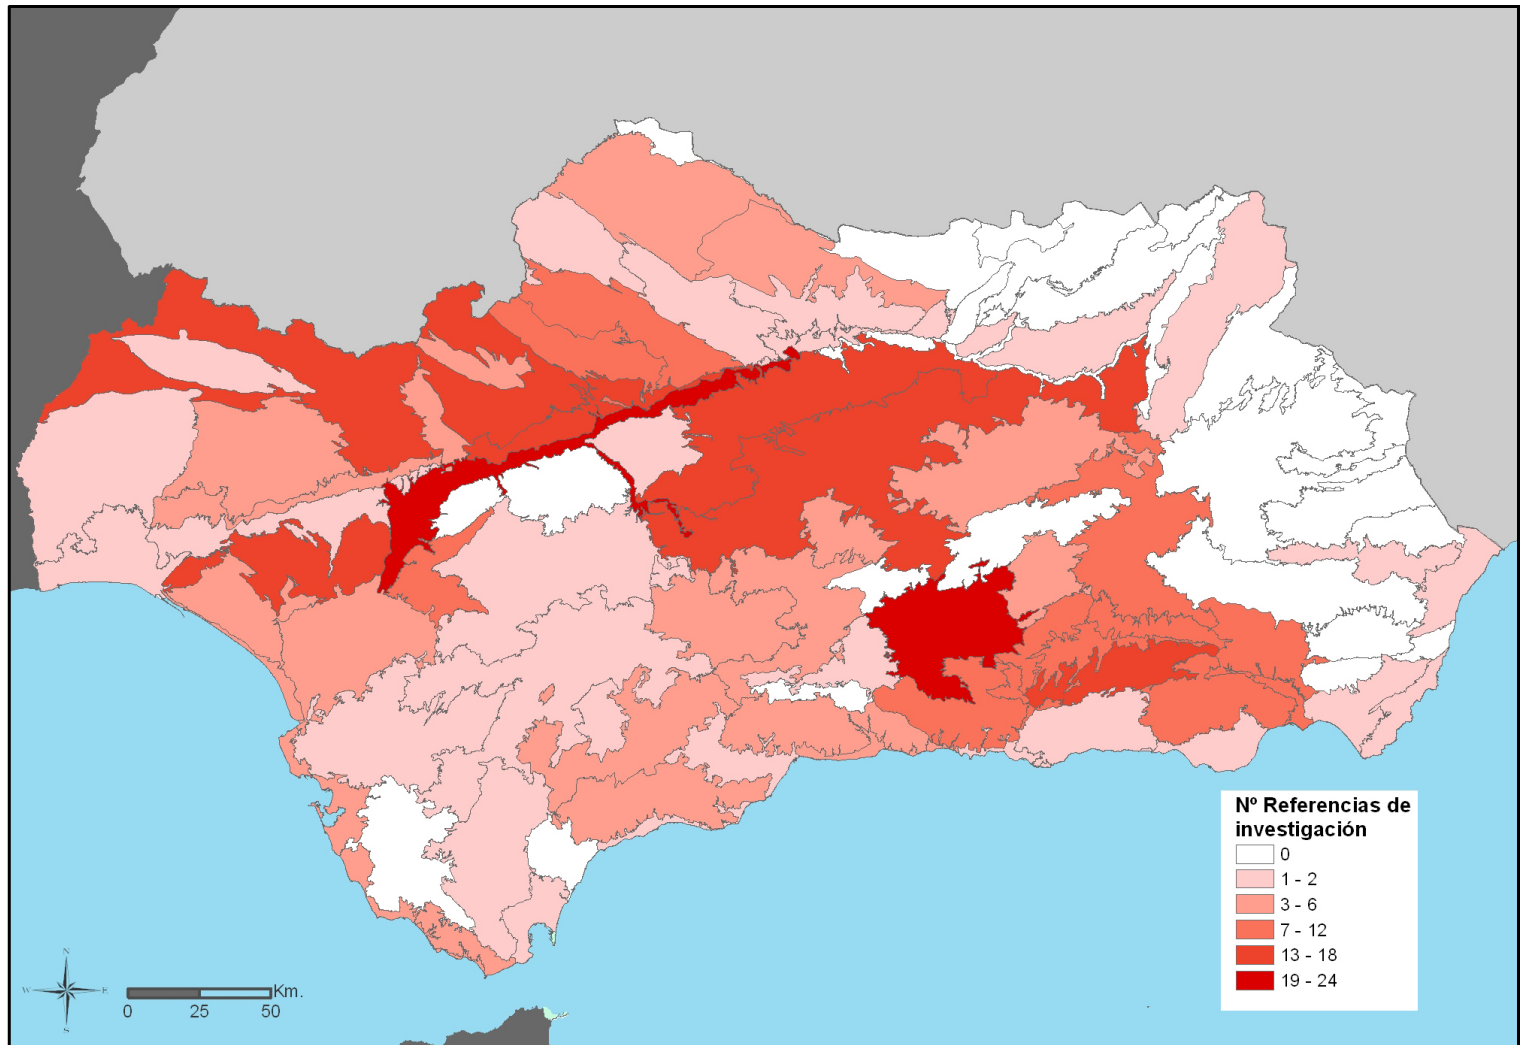 Nº Referencias de
investigación
0
1 - 2
3 - 6
7 - 12
13 - 18
19 - 24
N
W E
S
Km.
0 25 50